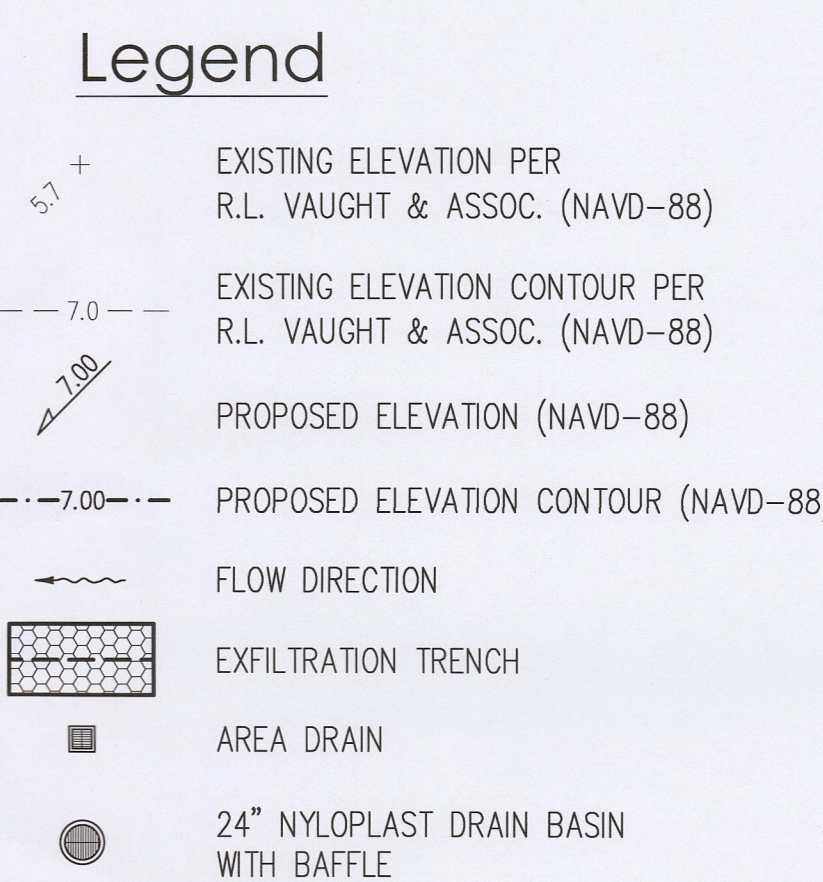 Legend
5.7
EXISTING ELEVATION PER
R.L. VAUGHT & ASSOC. (NAVD-88)
7.0
EXISTING ELEVATION CONTOUR PER
R.L. VAUGHT & ASSOC. (NAVD-88)
7.00
PROPOSED ELEVATION (NAVD-88)
7.00
PROPOSED ELEVATION CONTOUR (NAVD-88)
FLOW DIRECTION
EXFILTRATION TRENCH
AREA DRAIN
24" NYLOPLAST DRAIN BASIN
WITH BAFFLE